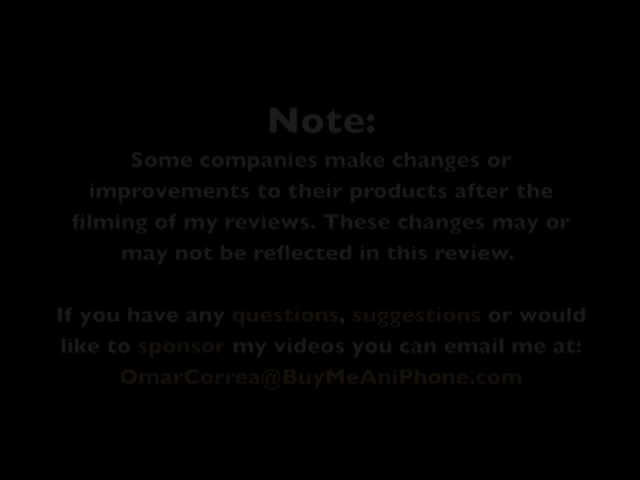 Note:
Some companies make changes or
improvements to their products after the
filming of my reviews. These changes may or
may not be reflected in this review.
If you have any questions, suggestions or would
like to sponsor my videos you can email me at:
OmarCorrea@BuyMeAniPhone.com